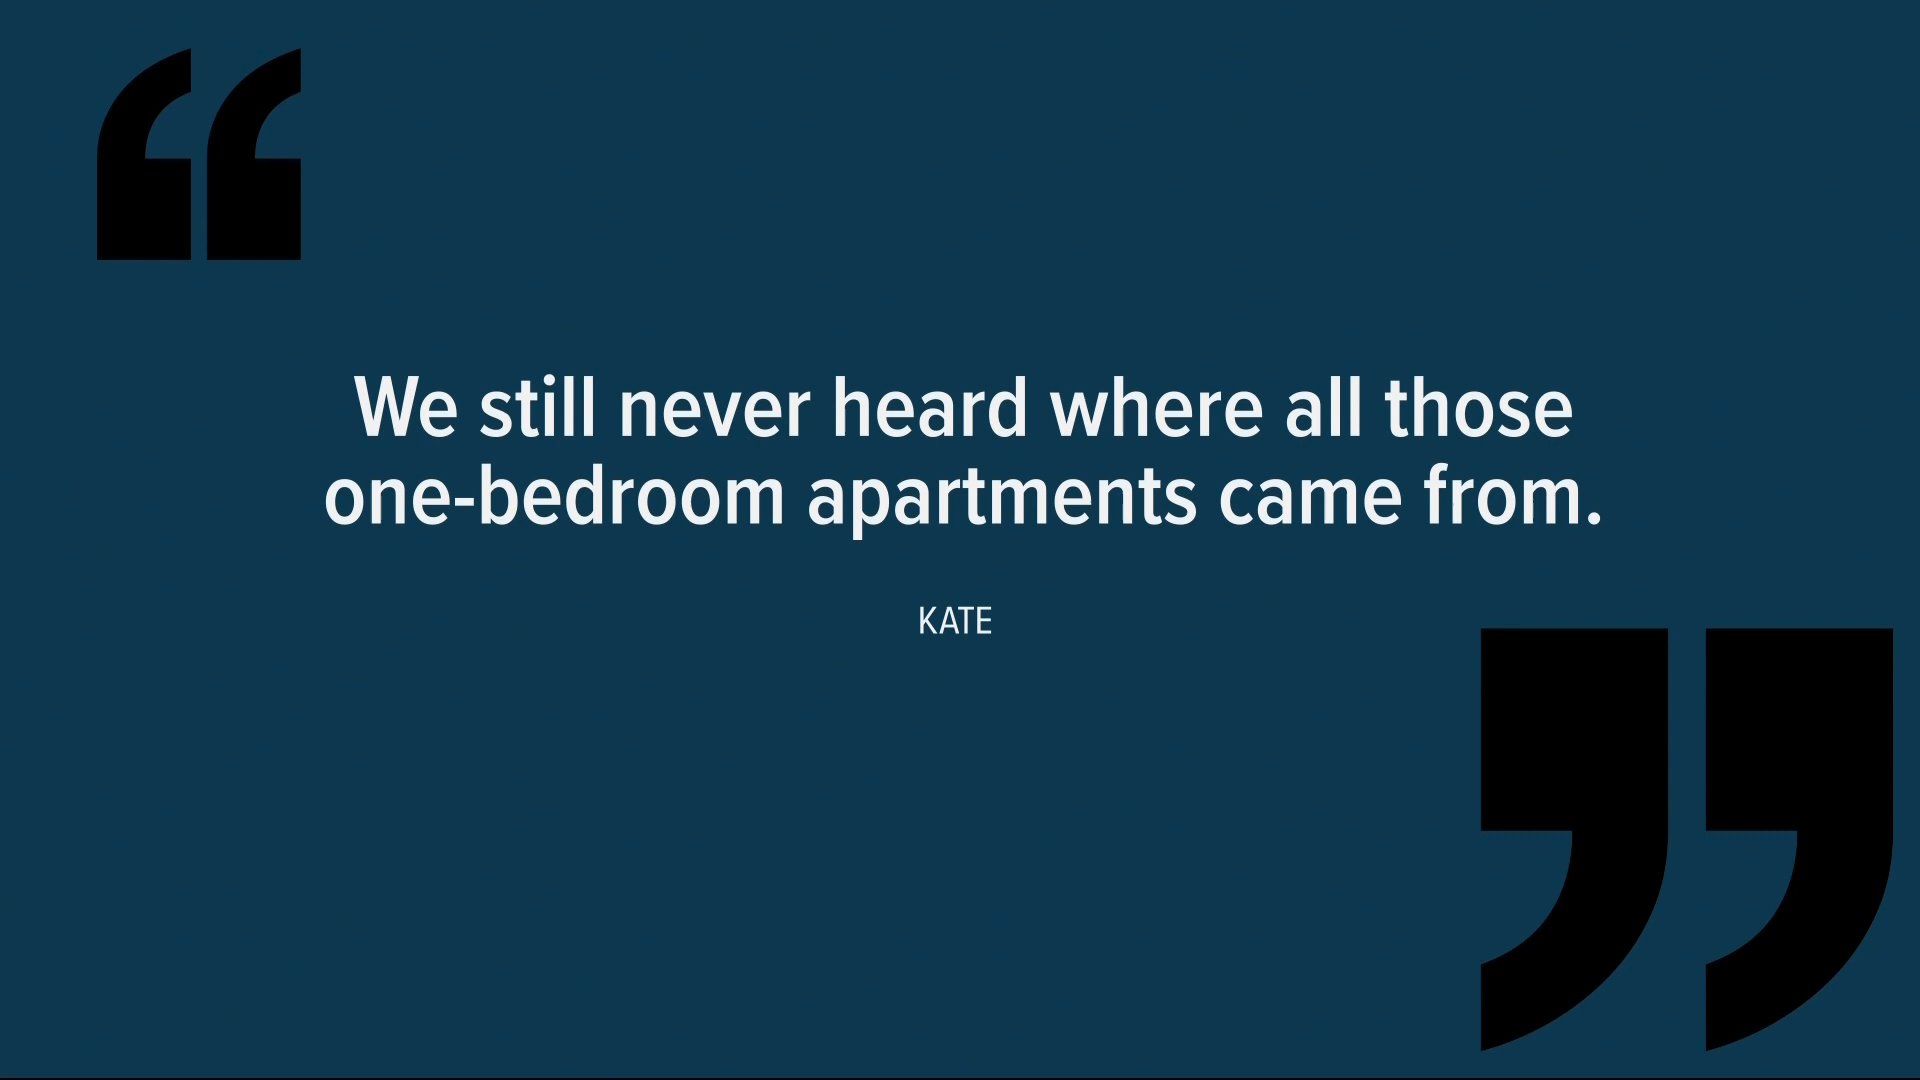 “
We still never heard where all those
one-bedroom apartments came from.
KATE
”